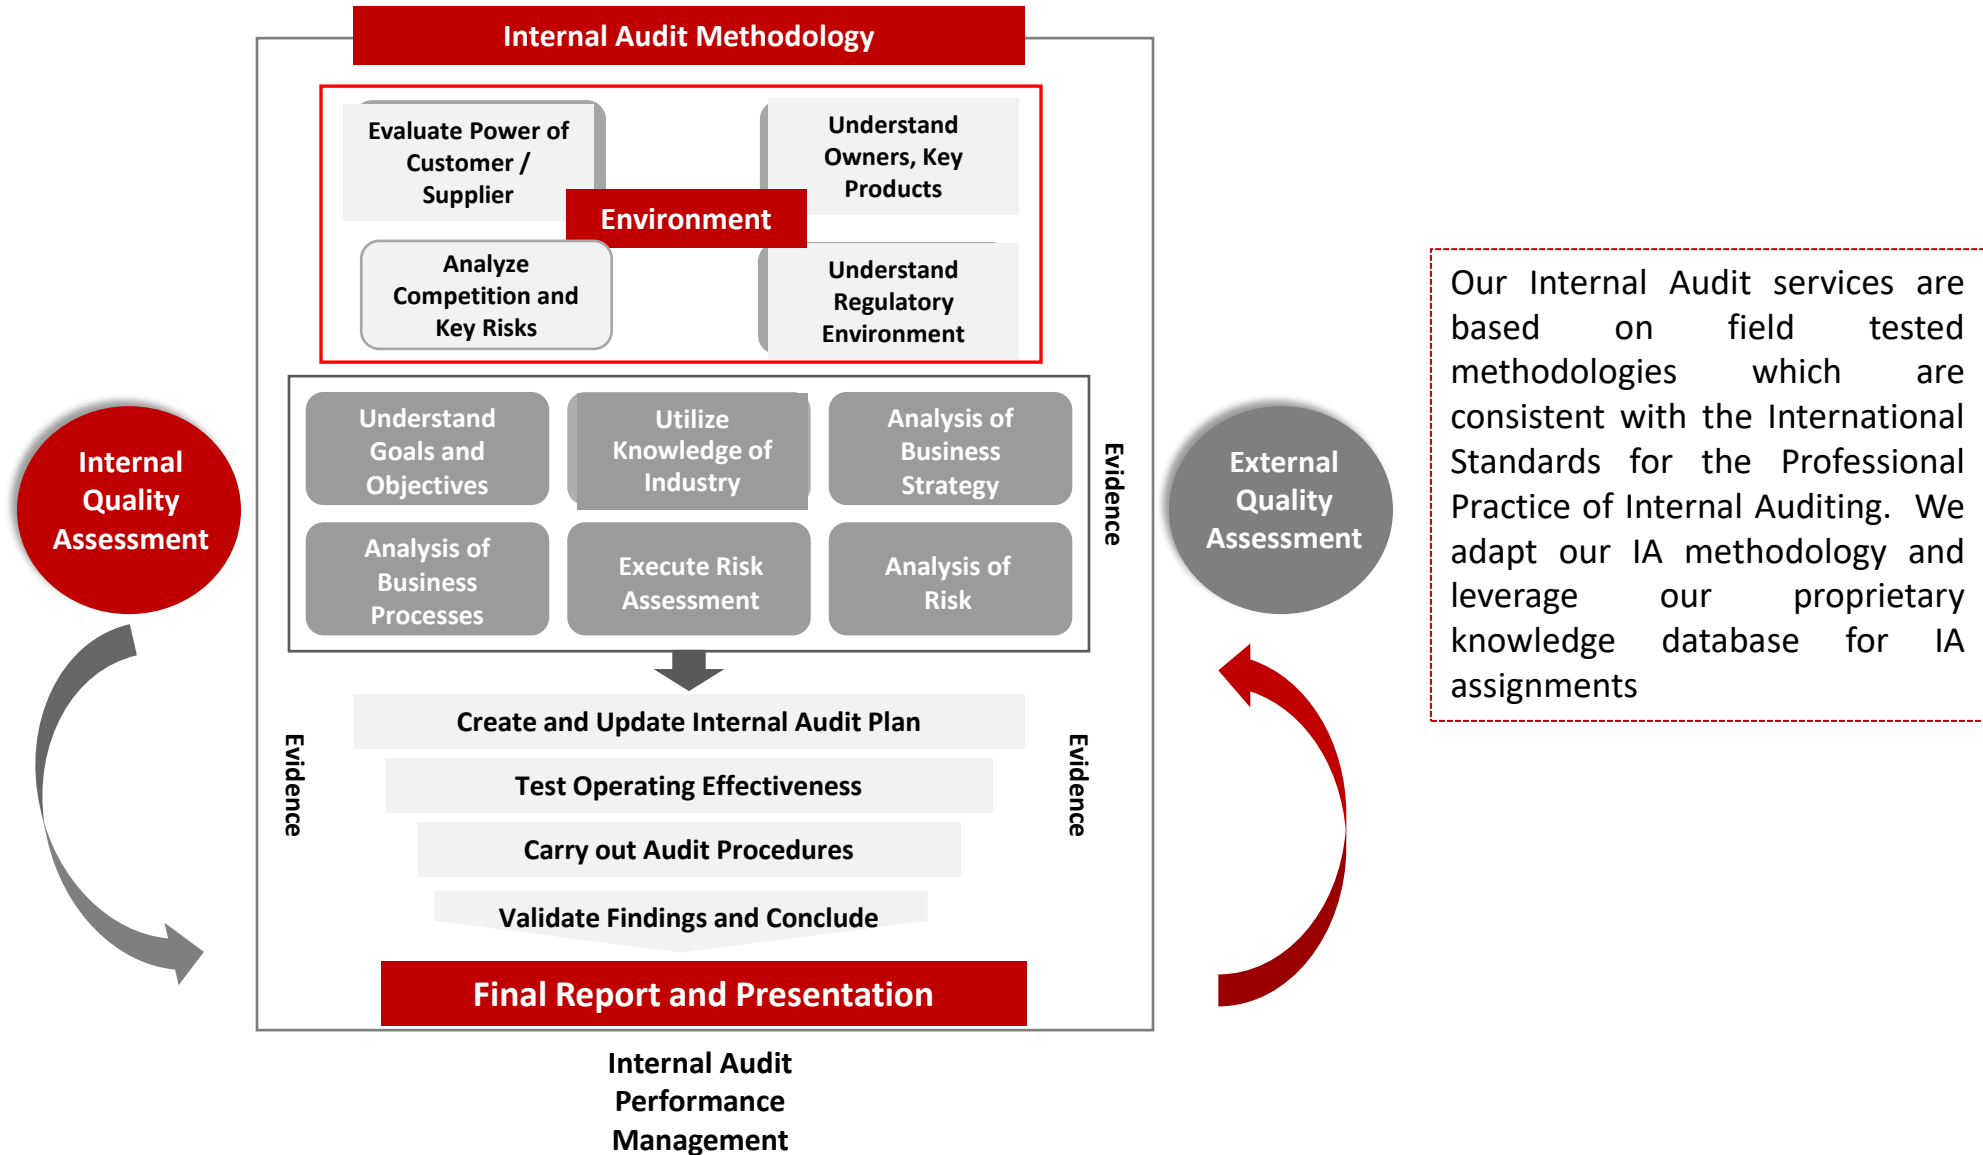 Internal Audit Methodology
Evaluate Power of
Customer /
Supplier
Understand
Owners, Key
Products
Environment
Analyze
Competition and
Key Risks
Understand
Regulatory
Environment
Understand
Goals and
Objectives
Utilize
Knowledge of
Industry
Analysis of
Business
Strategy
Analysis of
Business
Processes
Execute Risk
Assessment
Analysis of
Risk
Evidence
Internal
Quality
Assessment
External
Quality
Assessment
Create and Update Internal Audit Plan
Test Operating Effectiveness
Carry out Audit Procedures
Validate Findings and Conclude
Evidence
Evidence
Final Report and Presentation
Internal Audit
Performance
Management
Our Internal Audit services are
based on field tested
methodologies which are
consistent with the International
Standards for the Professional
Practice of Internal Auditing. We
adapt our IA methodology and
leverage our proprietary
knowledge database for IA
assignments